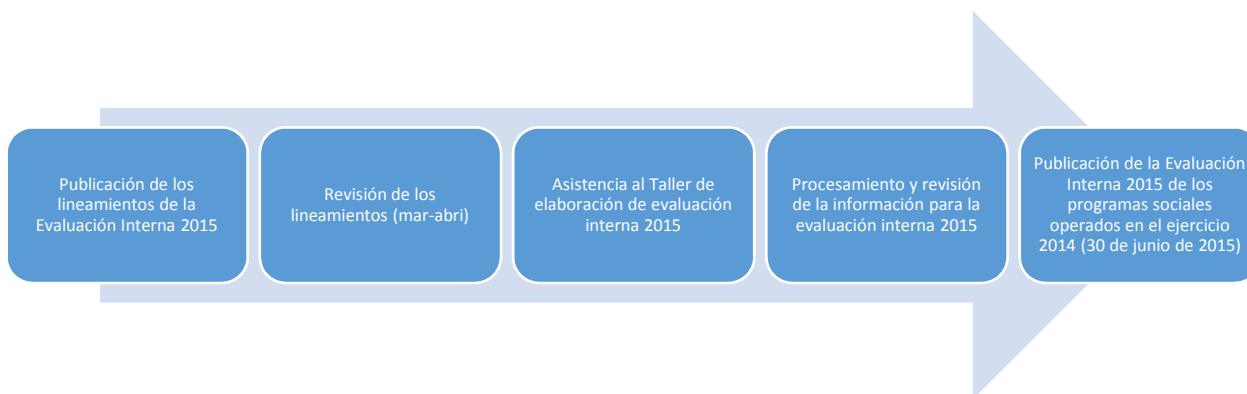 Publicación de los
lineamientos de la
Evaluación Interna 2015
Revisión de los
lineamientos (mar-abri)
Asistencia al Taller de
elaboración de evaluación
interna 2015
Procesamiento y revisión
de la información para la
evaluación interna 2015
Publicación de la Evaluación
Interna 2015 de los
programas sociales
operados en el ejercicio
2014 (30 de junio de 2015)